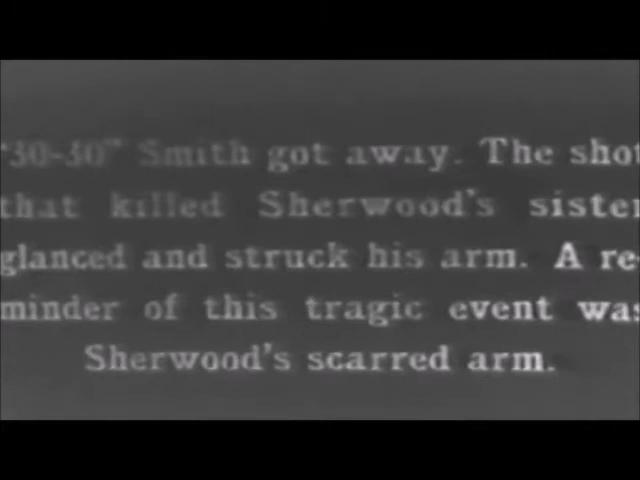 "30-30" Smith got away. The shot
that killed Sherwood's sister
glanced and struck his arm. A re-
minder of this tragic event was
Sherwood's scarred arm.